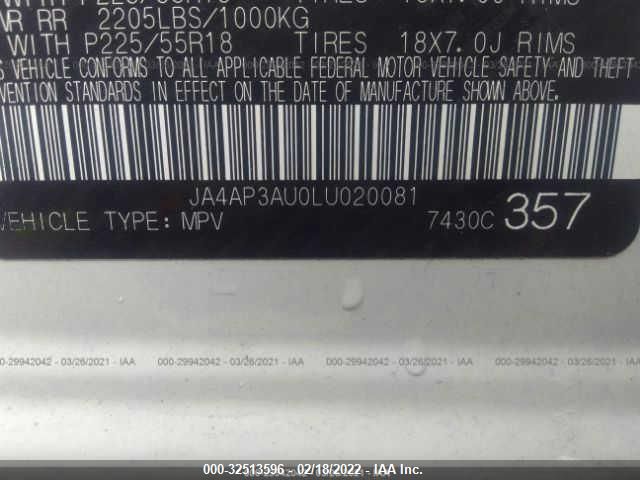 2205LBS/1000KG
WITH P225/55R18 TIRES 18X7.0J RIMS
VEHICLE CONFORMS TO ALL APPLICABLE FEDERAL MOTOR VEHICLE SAFETY AND THEFT
VENTION STANDARDS IN EFFECT ON THE DATE OF MANUFACTURE SHOWN ABOVE.
JA4AP3AU0LU020081
VEHICLE TYPE: MPV 7430C 357
00-29942042 - 03/26/2021 - IAA 000-29942042 - 03/26/2021 - IAA 000-29942042 - 03/26/2021 - IAA 000-29942042 - 03/26/2021 - IAA
000-32513596 - 02/18/2022 - IAA Inc.